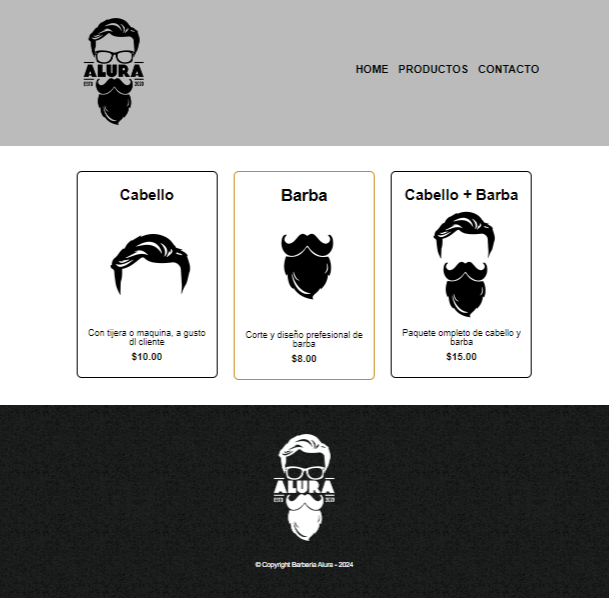 ALURA
ESTD 2020
HOME PRODUCTOS CONTACTO
Cabello
Con tijera o maquina, a gusto
dl cliente
$10.00
Barba
Corte y diseño prefesional de
barba
$8.00
Cabello + Barba
Paquete ompleto de cabello y
barba
$15.00
ALURA
ESTD 2020
© Copyright Barberia Alura - 2024